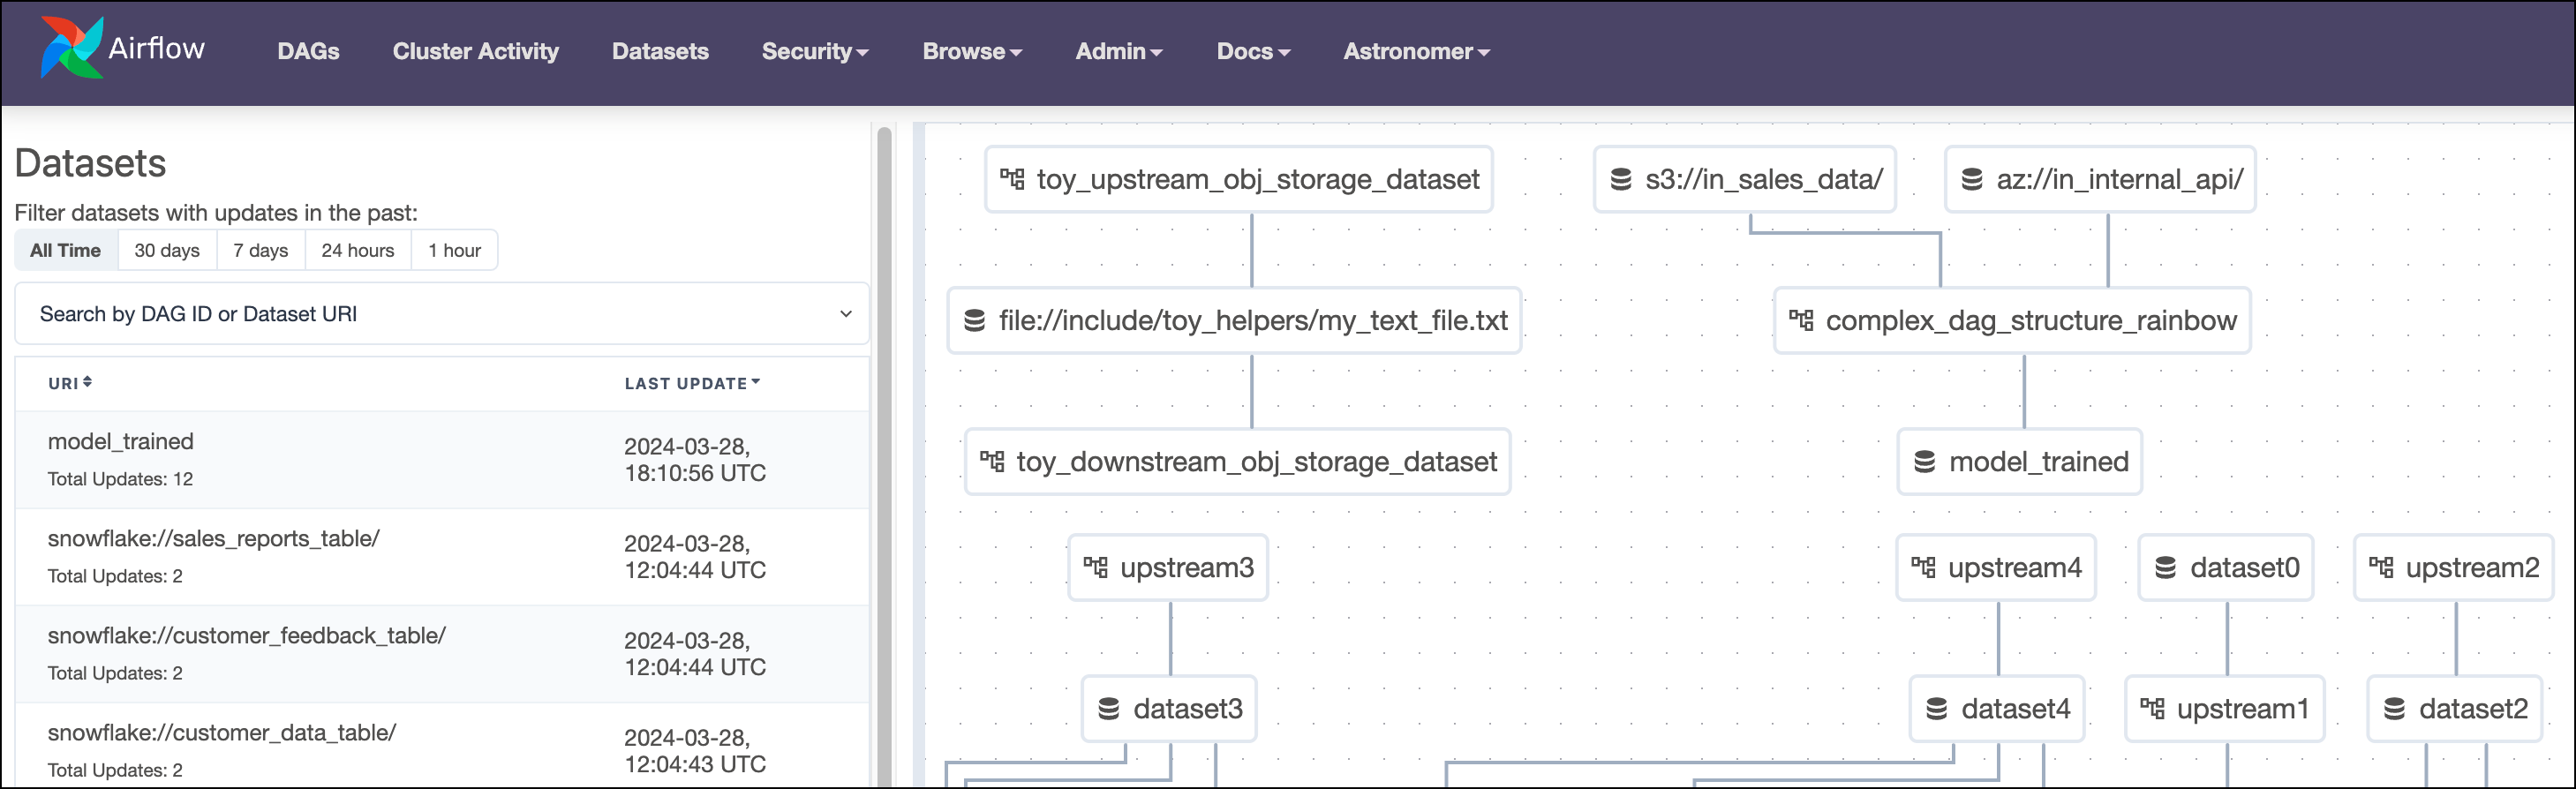 Airflow
DAGs
Cluster Activity
Datasets
Security
Browse
Admin
Docs
Astronomer
Datasets
Filter datasets with updates in the past:
All Time
30 days
7 days
24 hours
1 hour
Search by DAG ID or Dataset URI
URI
LAST UPDATE
model_trained
Total Updates: 12
2024-03-28,
18:10:56 UTC
snowflake://sales_reports_table/
Total Updates: 2
2024-03-28,
12:04:44 UTC
snowflake://customer_feedback_table/
Total Updates: 2
2024-03-28,
12:04:44 UTC
snowflake://customer_data_table/
Total Updates: 2
2024-03-28,
12:04:43 UTC
toy_upstream_obj_storage_dataset
s3://in_sales_data/
az://in_internal_api/
file://include/toy_helpers/my_text_file.txt
complex_dag_structure_rainbow
toy_downstream_obj_storage_dataset
model_trained
upstream3
upstream4
dataset0
upstream2
dataset3
dataset4
upstream1
dataset2